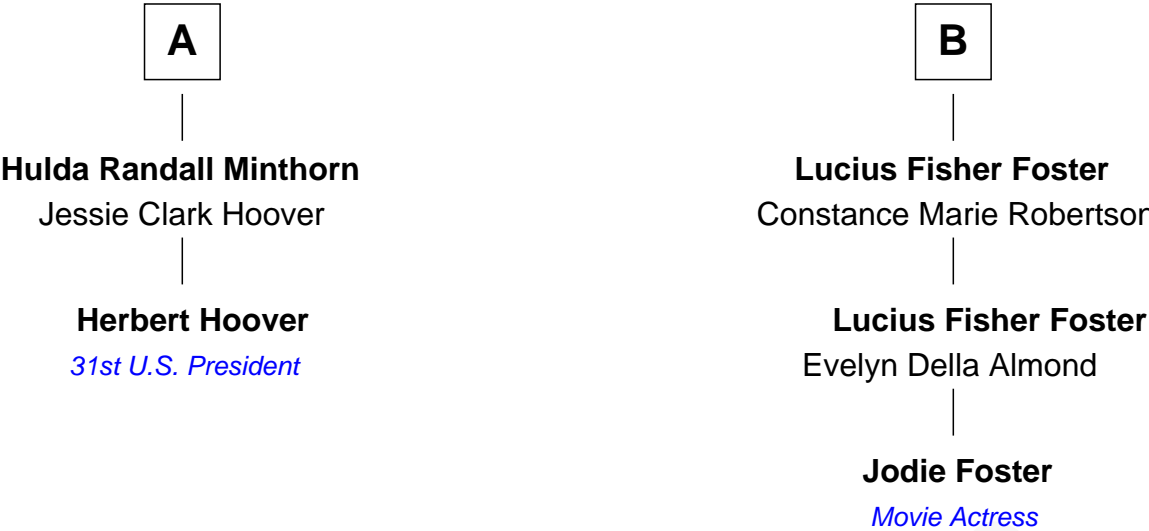 A
B
Hulda Randall Minthorn
Jessie Clark Hoover
Lucius Fisher Foster
Constance Marie Robertson
Herbert Hoover
31st U.S. President
Lucius Fisher Foster
Evelyn Della Almond
Jodie Foster
Movie Actress